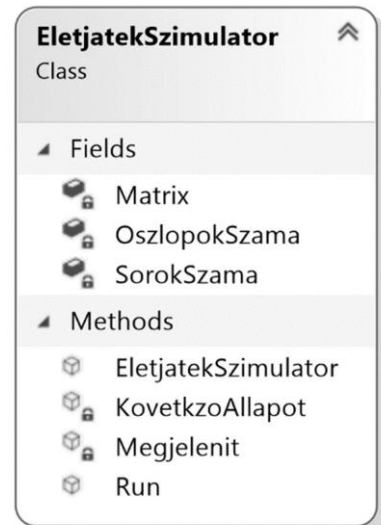 EletjatekSzimulator
Class
Fields
Matrix
OszlopokSzama
SorokSzama
Methods
EletjatekSzimulator
KovetkzoAllapot
Megjelenit
Run